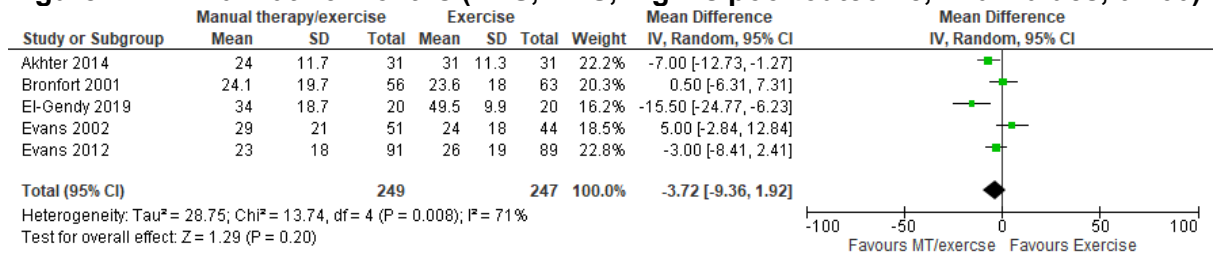 Manual therapy/exercise Exercise Mean Difference Mean Difference
Study or Subgroup Mean SD Total Mean SD Total Weight IV, Random, 95% CI IV, Random, 95% CI
Akhter 2014 24 11.7 31 31 11.3 31 22.2% -7.00 [-12.73, -1.27]
Bronfort 2001 24.1 19.7 56 23.6 18 63 20.3% 0.50 [-6.31, 7.31]
El-Gendy 2019 34 18.7 20 49.5 9.9 20 16.2% -15.50 [-24.77, -6.23]
Evans 2002 29 21 51 24 18 44 18.5% 5.00 [-2.84, 12.84]
Evans 2012 23 18 91 26 19 89 22.8% -3.00 [-8.41, 2.41]
Total (95% CI) 249 247 100.0% -3.72 [-9.36, 1.92]
Heterogeneity: Tau² = 28.75; Chi² = 13.74, df = 4 (P = 0.008); I² = 71%
Test for overall effect: Z = 1.29 (P = 0.20)
-100 -50 0 50 100
Favours MT/exercse Favours Exercise